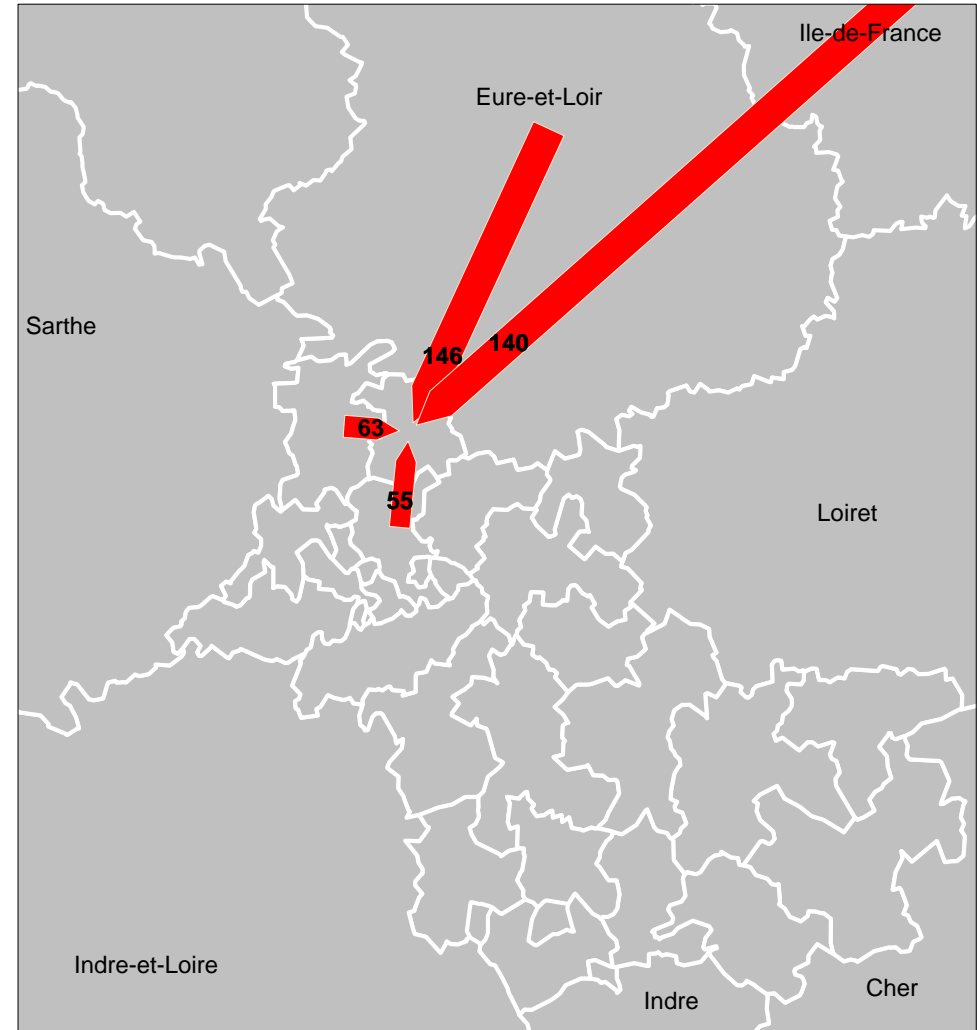 Ile-de-France
Eure-et-Loir
Sarthe
140
146
63
55
Loiret
Indre-et-Loire
Cher
Indre